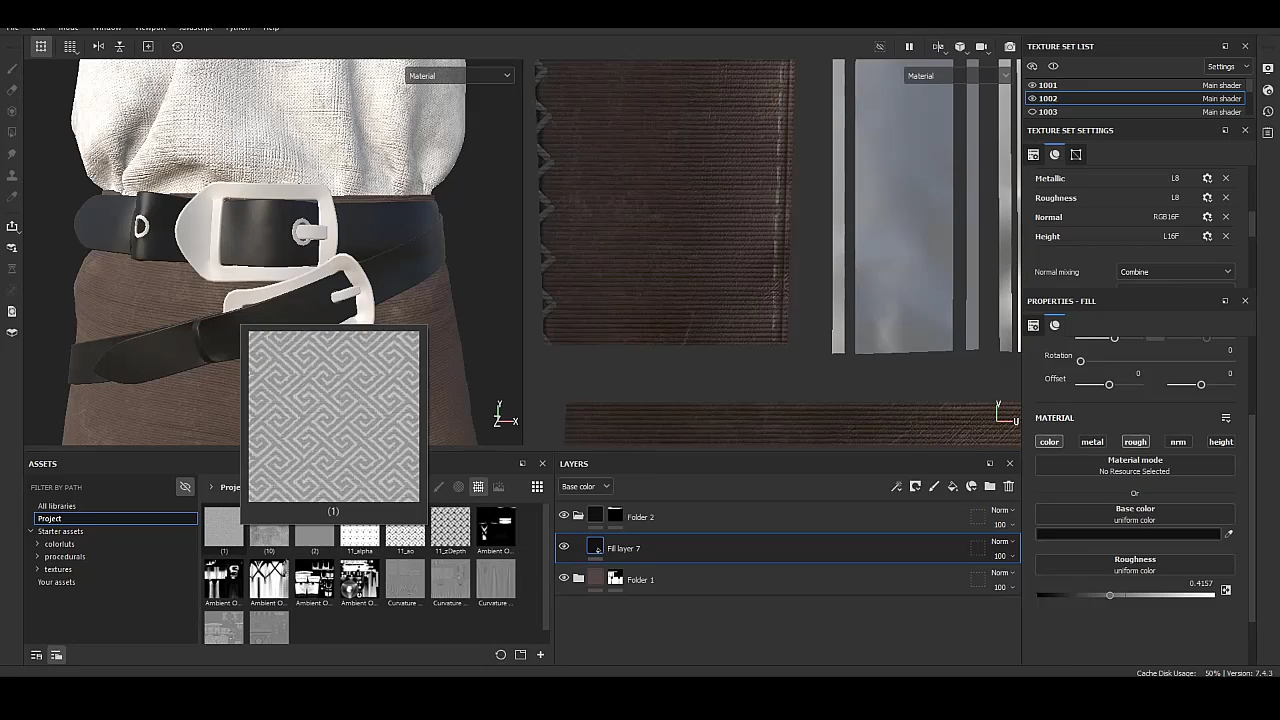 Material
Material
TEXTURE SET LIST
Settings
1001 Main shader
1002 Main shader
1003 Main shader
TEXTURE SET SETTINGS
Metallic L8
Roughness L8
Normal RGB16F
Height L16F
Normal mixing Combine
PROPERTIES - FILL
0
Rotation
0 0
Offset
MATERIAL
color metal rough nrm height
Material mode
No Resource Selected
Or
Base color
uniform color
Roughness
uniform color
0.4157
Y
Z X
V
U
ASSETS
FILTER BY PATH
All libraries
Project
Starter assets
colorluts
procedurals
textures
Your assets
Proje
(1)
(1) (10) (2) 11_alpha 11_ao 11_zDepth Ambient O...
Ambient O... Ambient O... Ambient O... Ambient O... Curvature ... Curvature ... Curvature ...
LAYERS
Base color
Folder 2 Norm
100
Fill layer 7 Norm
100
Folder 1 Norm
100
Cache Disk Usage: 50% | Version: 7.4.3